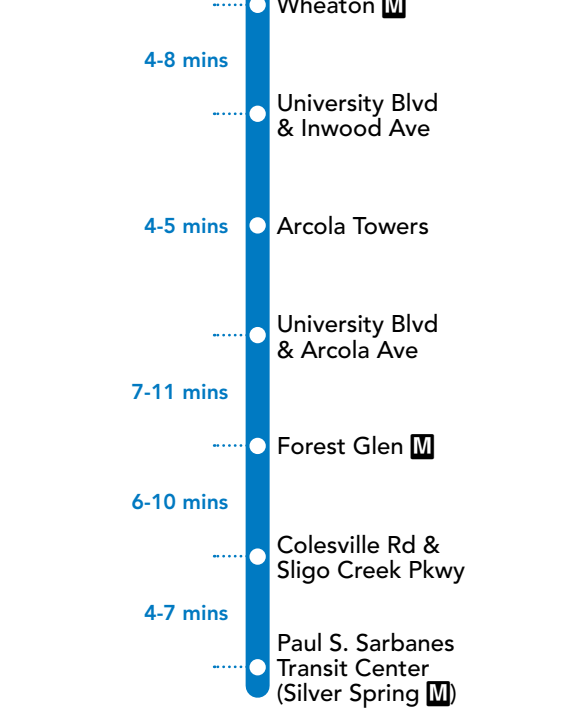 Wheaton M
4-8 mins
University Blvd
& Inwood Ave
4-5 mins
Arcola Towers
University Blvd
& Arcola Ave
7-11 mins
Forest Glen M
6-10 mins
Colesville Rd &
Sligo Creek Pkwy
4-7 mins
Paul S. Sarbanes
Transit Center
(Silver Spring M)